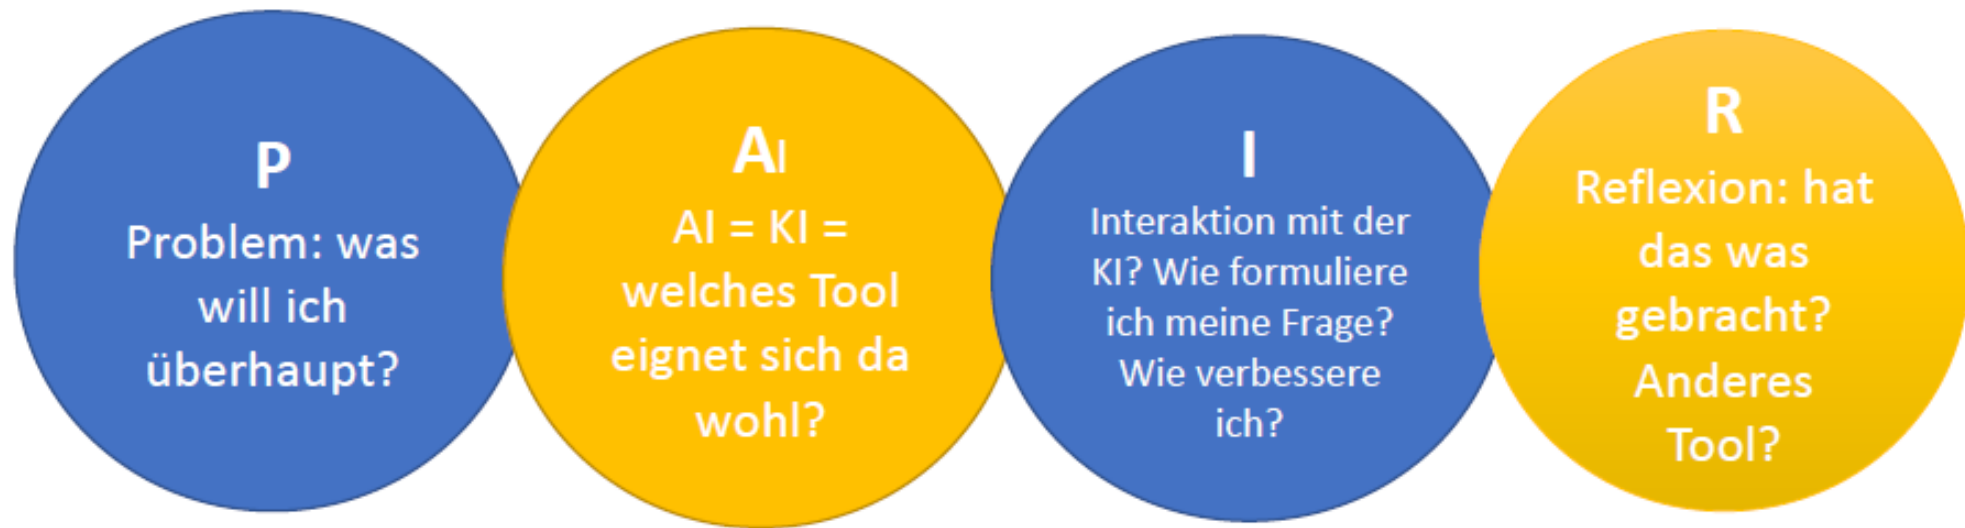 P
Problem: was
will ich
überhaupt?
AI
AI = KI =
welches Tool
eignet sich da
wohl?
I
Interaktion mit der
KI? Wie formuliere
ich meine Frage?
Wie verbessere
ich?
R
Reflexion: hat
das was
gebracht?
Anderes
Tool?